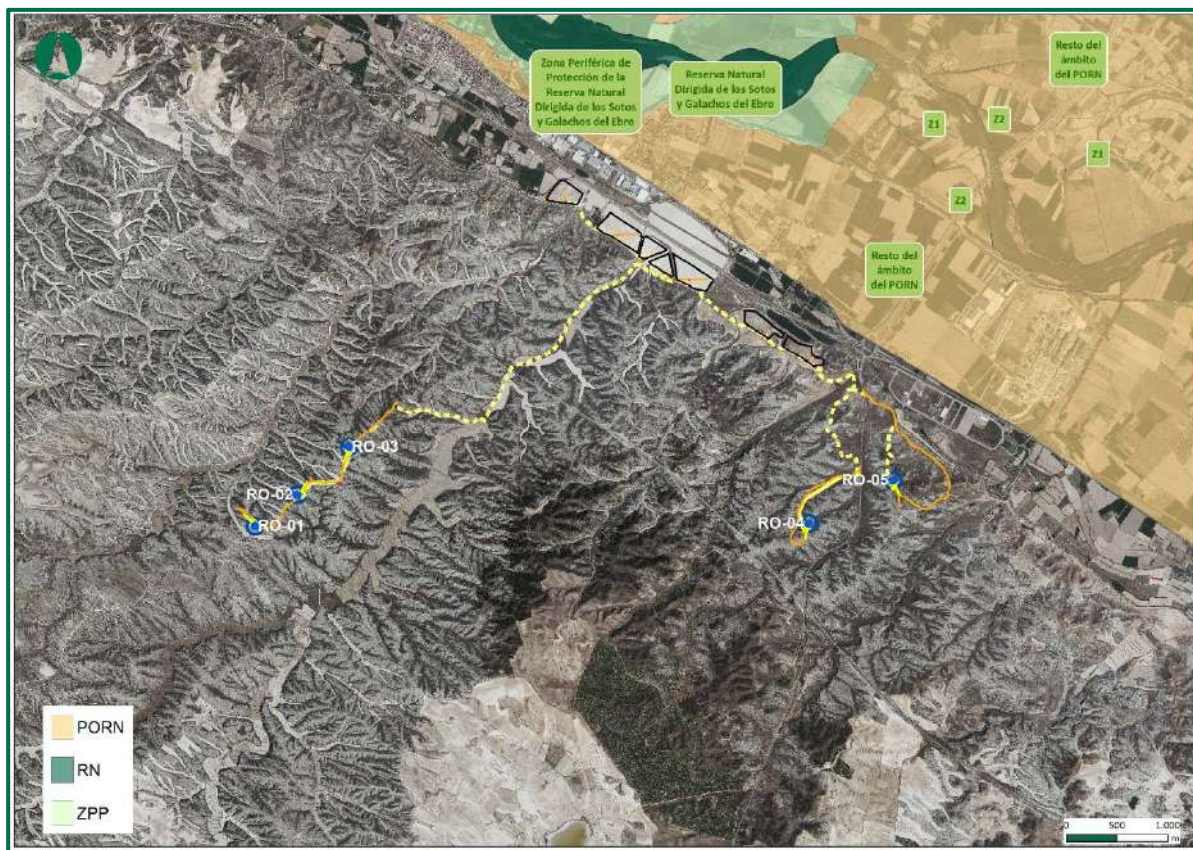 Zona Periférica de
Protección de la
Reserva Natural
Dirigida de los Sotos
y Galachos del Ebro
Reserva Natural
Dirigida de los Sotos
y Galachos del Ebro
Resto del
ámbito
del PORN
Z1
Z2
Z1
Z2
Resto del
ámbito
del PORN
RO-03
RO-02
RO-01
RO-05
RO-04
PORN
RN
ZPP
0 500 1.000
m